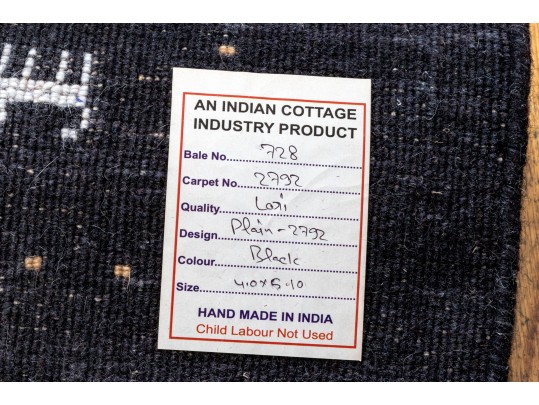 AN INDIAN COTTAGE
INDUSTRY PRODUCT
Bale No. 728
Carpet No. 2792
Quality. Lori
Design. Plain-2792
Colour. Black
Size. 4.0x5.10
HAND MADE IN INDIA
Child Labour Not Used